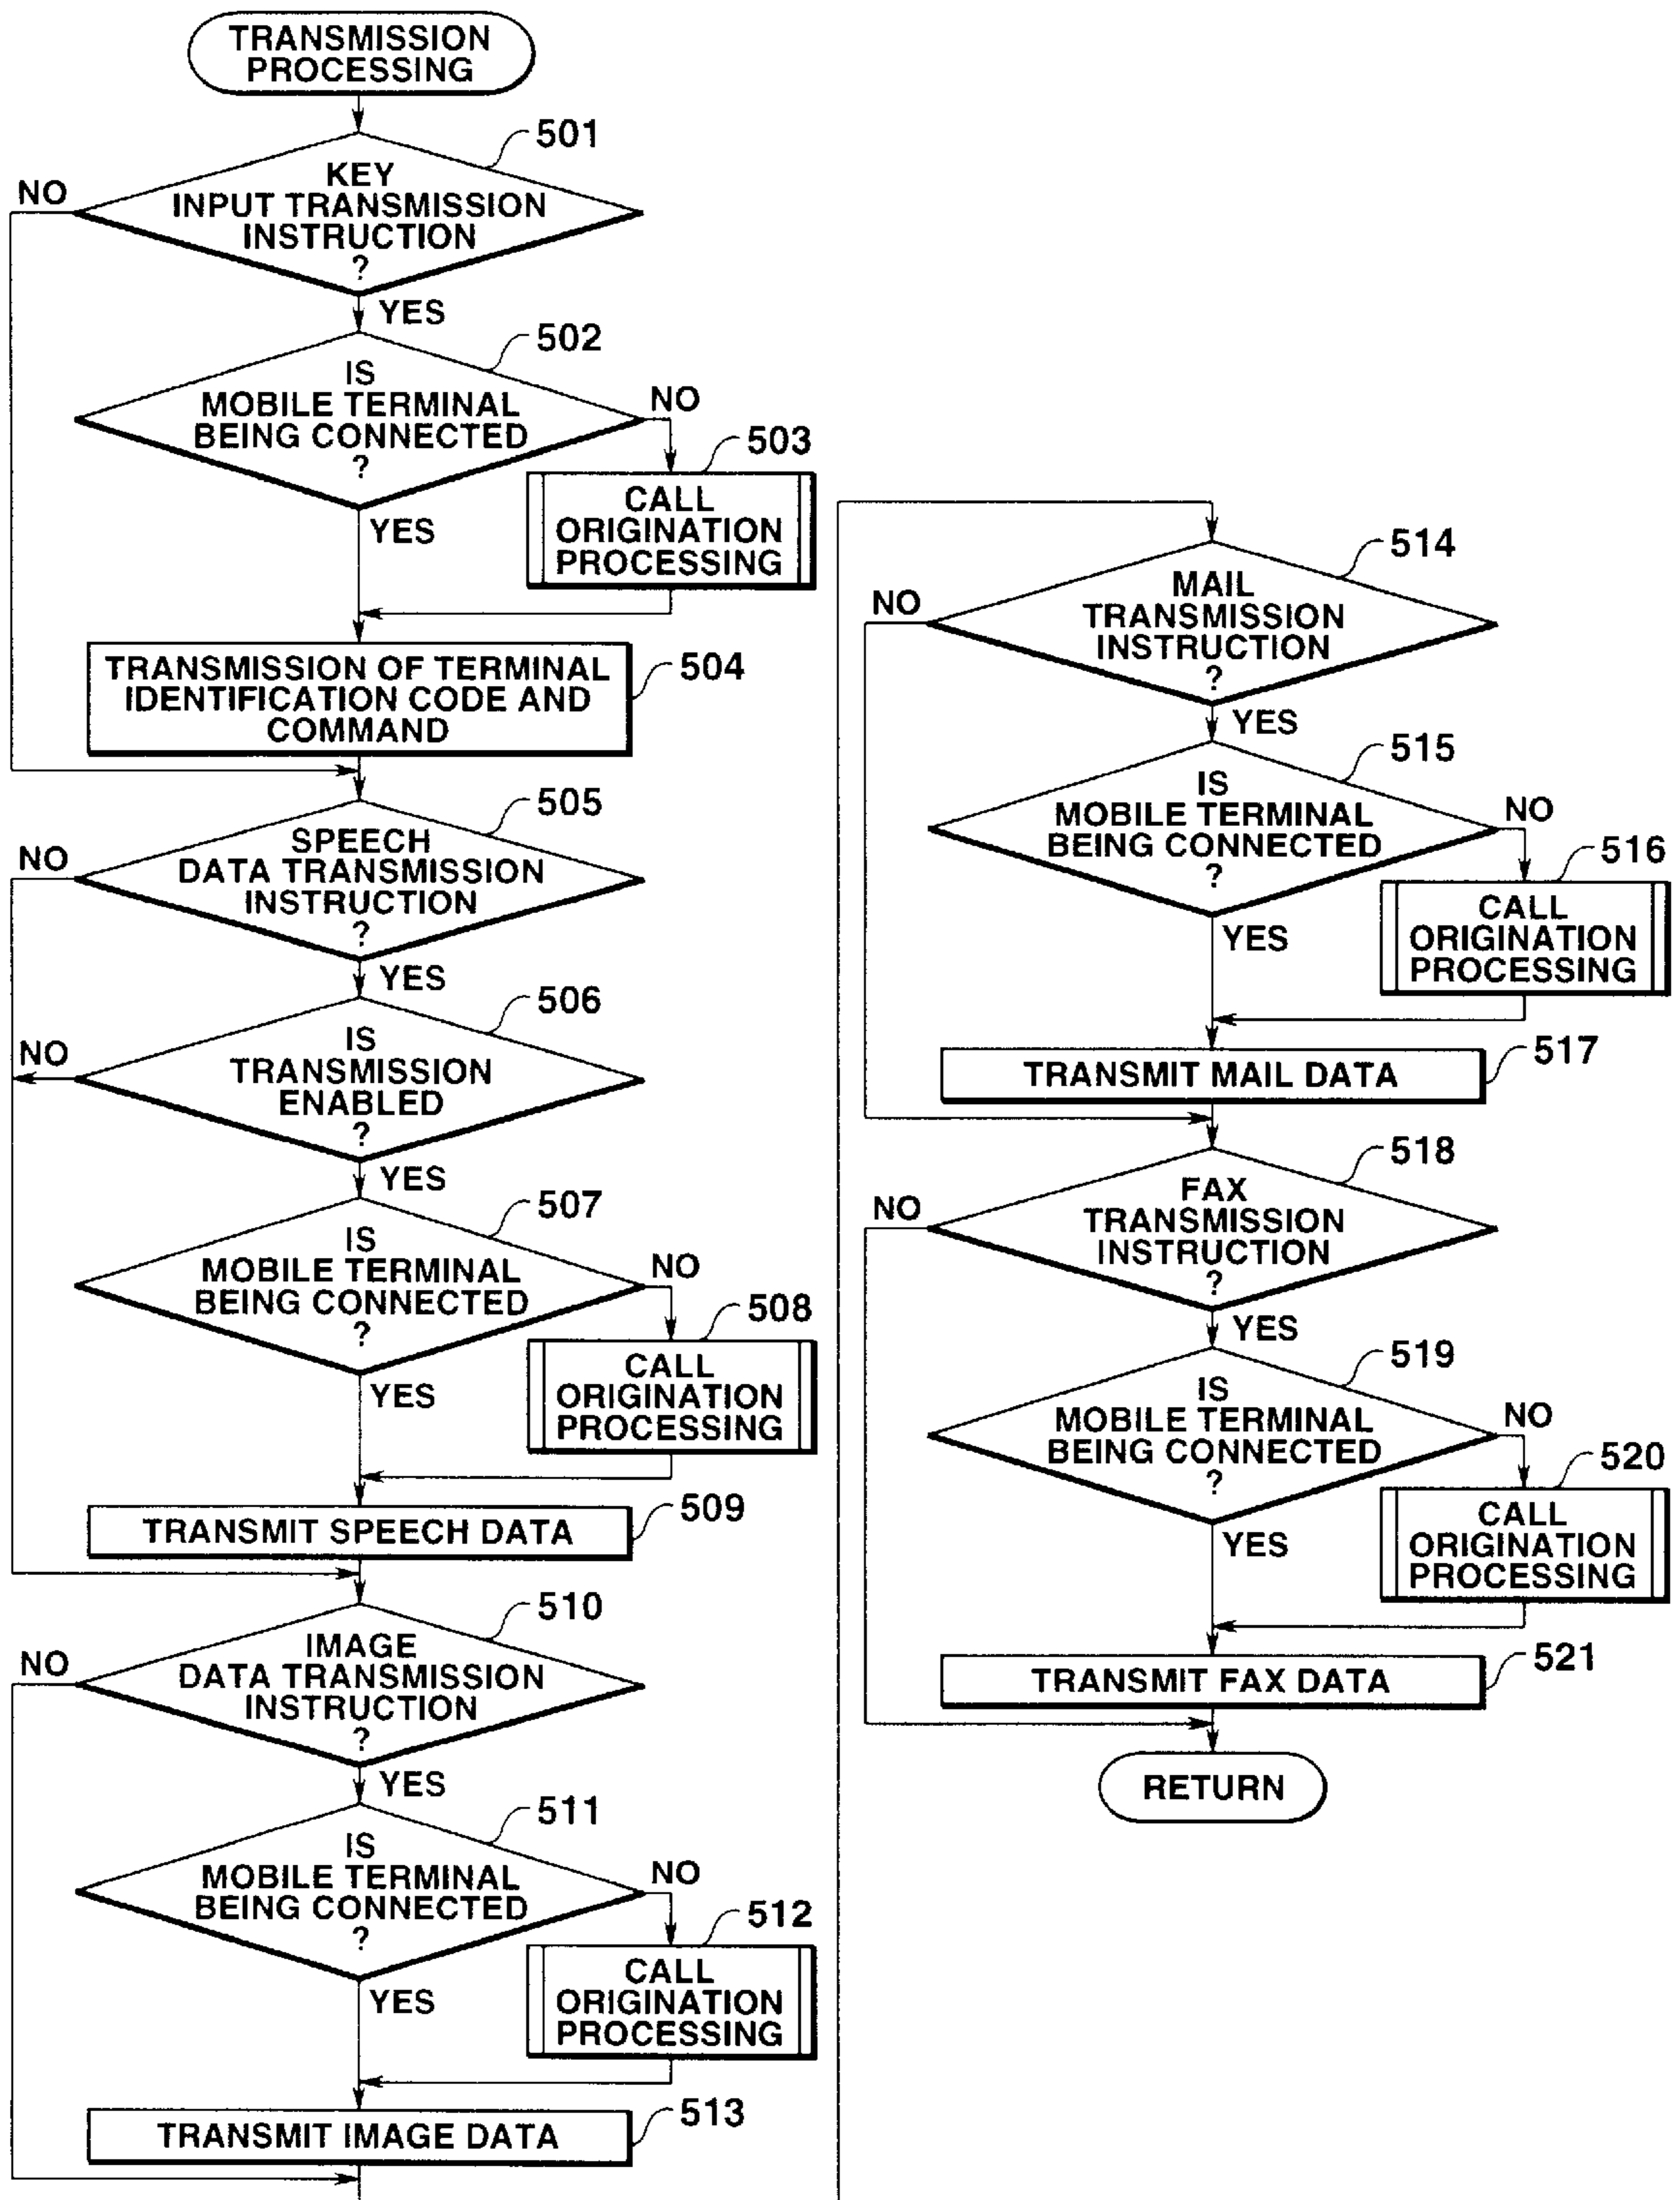 TRANSMISSION
PROCESSING
501
KEY
INPUT TRANSMISSION
INSTRUCTION
?
NO
YES
502
IS
MOBILE TERMINAL
BEING CONNECTED
?
NO
YES
503
CALL
ORIGINATION
PROCESSING
504
TRANSMISSION OF TERMINAL
IDENTIFICATION CODE AND
COMMAND
505
SPEECH
DATA TRANSMISSION
INSTRUCTION
?
NO
YES
506
IS
TRANSMISSION
ENABLED
?
NO
YES
507
IS
MOBILE TERMINAL
BEING CONNECTED
?
NO
YES
508
CALL
ORIGINATION
PROCESSING
509
TRANSMIT SPEECH DATA
510
IMAGE
DATA TRANSMISSION
INSTRUCTION
?
NO
YES
511
IS
MOBILE TERMINAL
BEING CONNECTED
?
NO
YES
512
CALL
ORIGINATION
PROCESSING
513
TRANSMIT IMAGE DATA
514
MAIL
TRANSMISSION
INSTRUCTION
?
NO
YES
515
IS
MOBILE TERMINAL
BEING CONNECTED
?
NO
YES
516
CALL
ORIGINATION
PROCESSING
517
TRANSMIT MAIL DATA
518
FAX
TRANSMISSION
INSTRUCTION
?
NO
YES
519
IS
MOBILE TERMINAL
BEING CONNECTED
?
NO
YES
520
CALL
ORIGINATION
PROCESSING
521
TRANSMIT FAX DATA
RETURN